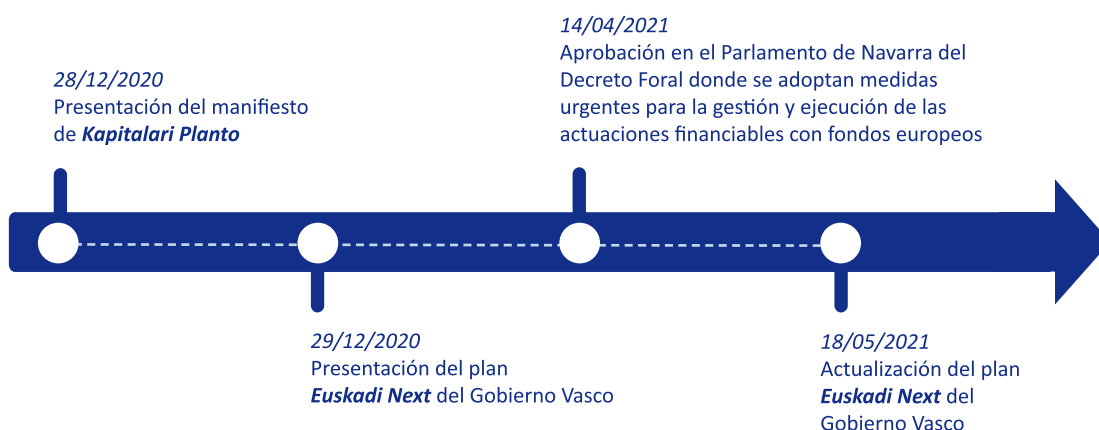 28/12/2020
Presentación del manifiesto
de Kapitalari Planto
14/04/2021
Aprobación en el Parlamento de Navarra del
Decreto Foral donde se adoptan medidas
urgentes para la gestión y ejecución de las
actuaciones financiables con fondos europeos
29/12/2020
Presentación del plan
Euskadi Next del Gobierno Vasco
18/05/2021
Actualización del plan
Euskadi Next del
Gobierno Vasco